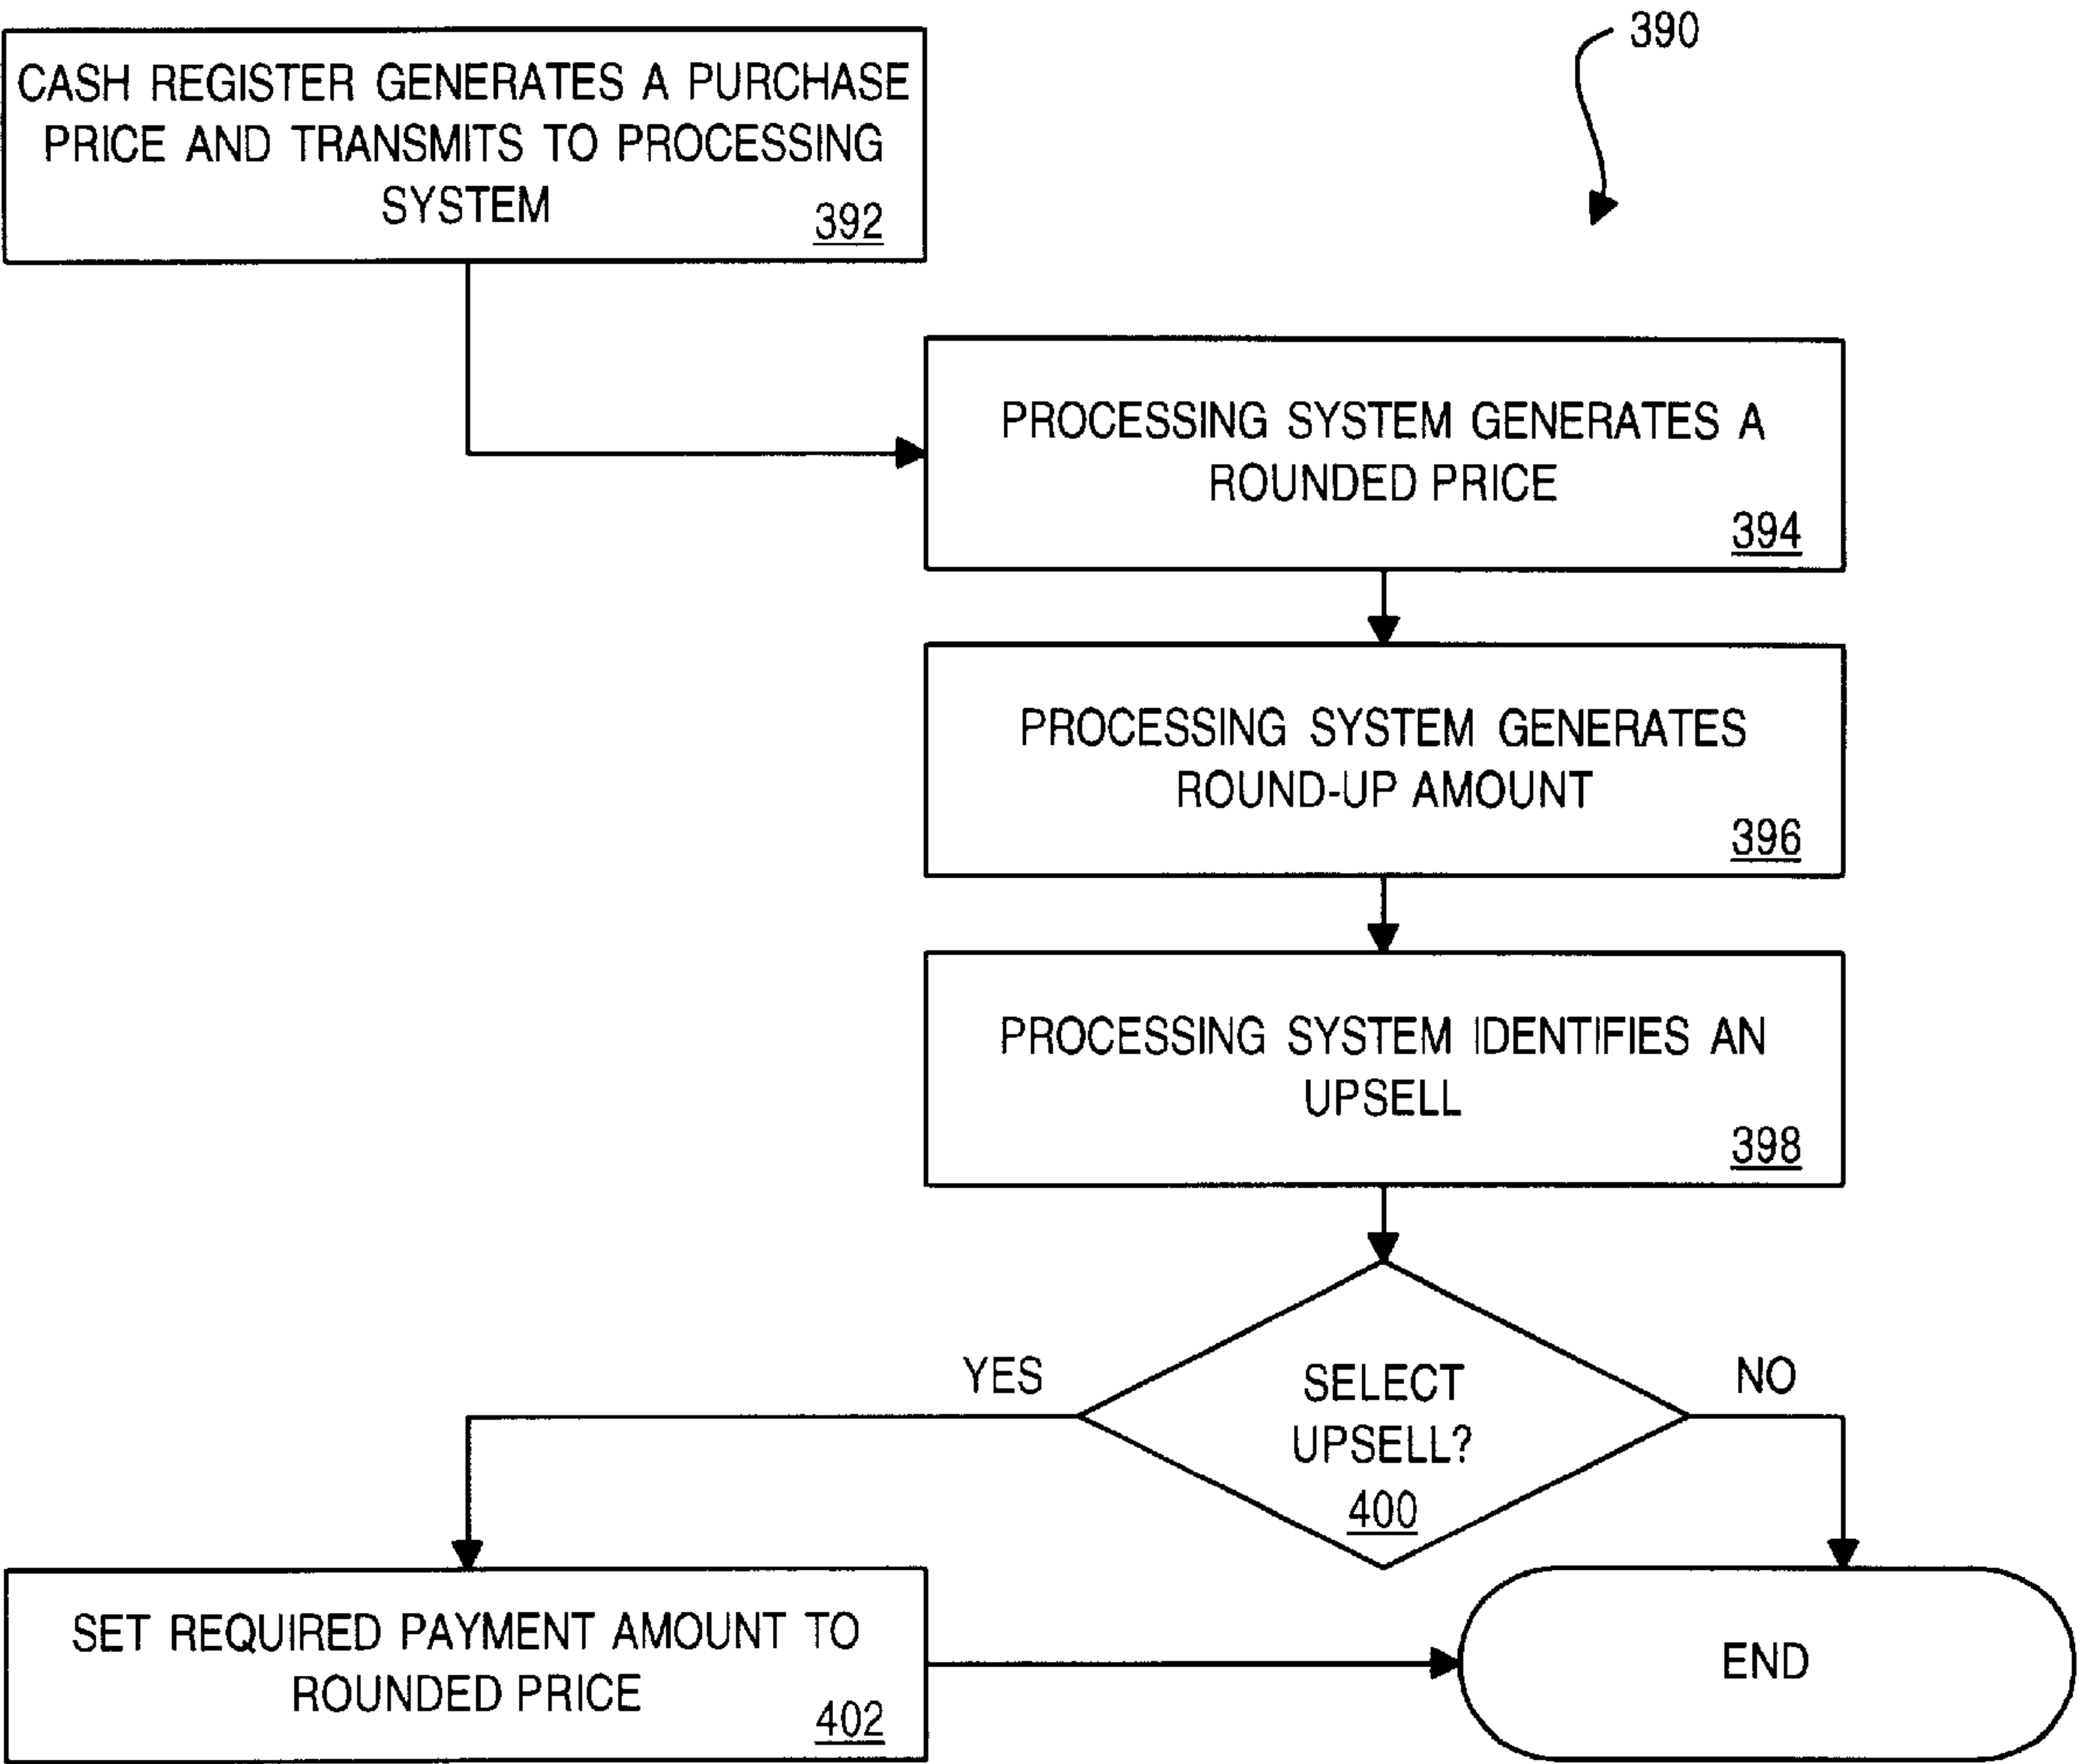 390
CASH REGISTER GENERATES A PURCHASE
PRICE AND TRANSMITS TO PROCESSING
SYSTEM
392
PROCESSING SYSTEM GENERATES A
ROUNDED PRICE
394
PROCESSING SYSTEM GENERATES
ROUND-UP AMOUNT
396
PROCESSING SYSTEM IDENTIFIES AN
UPSELL
398
SELECT
UPSELL?
400
YES
NO
SET REQUIRED PAYMENT AMOUNT TO
ROUNDED PRICE
402
END